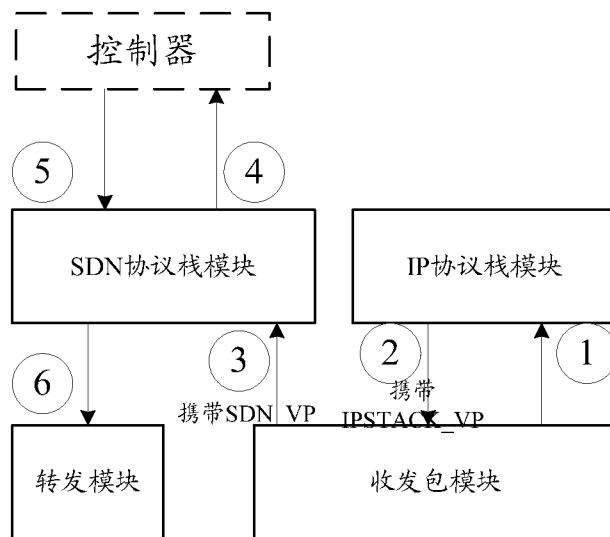 控制器
⑤
④
SDN协议栈模块
IP协议栈模块
③
②
①
⑥
携带SDN_VP
携带
IPSTACK_VP
转发模块
收发包模块